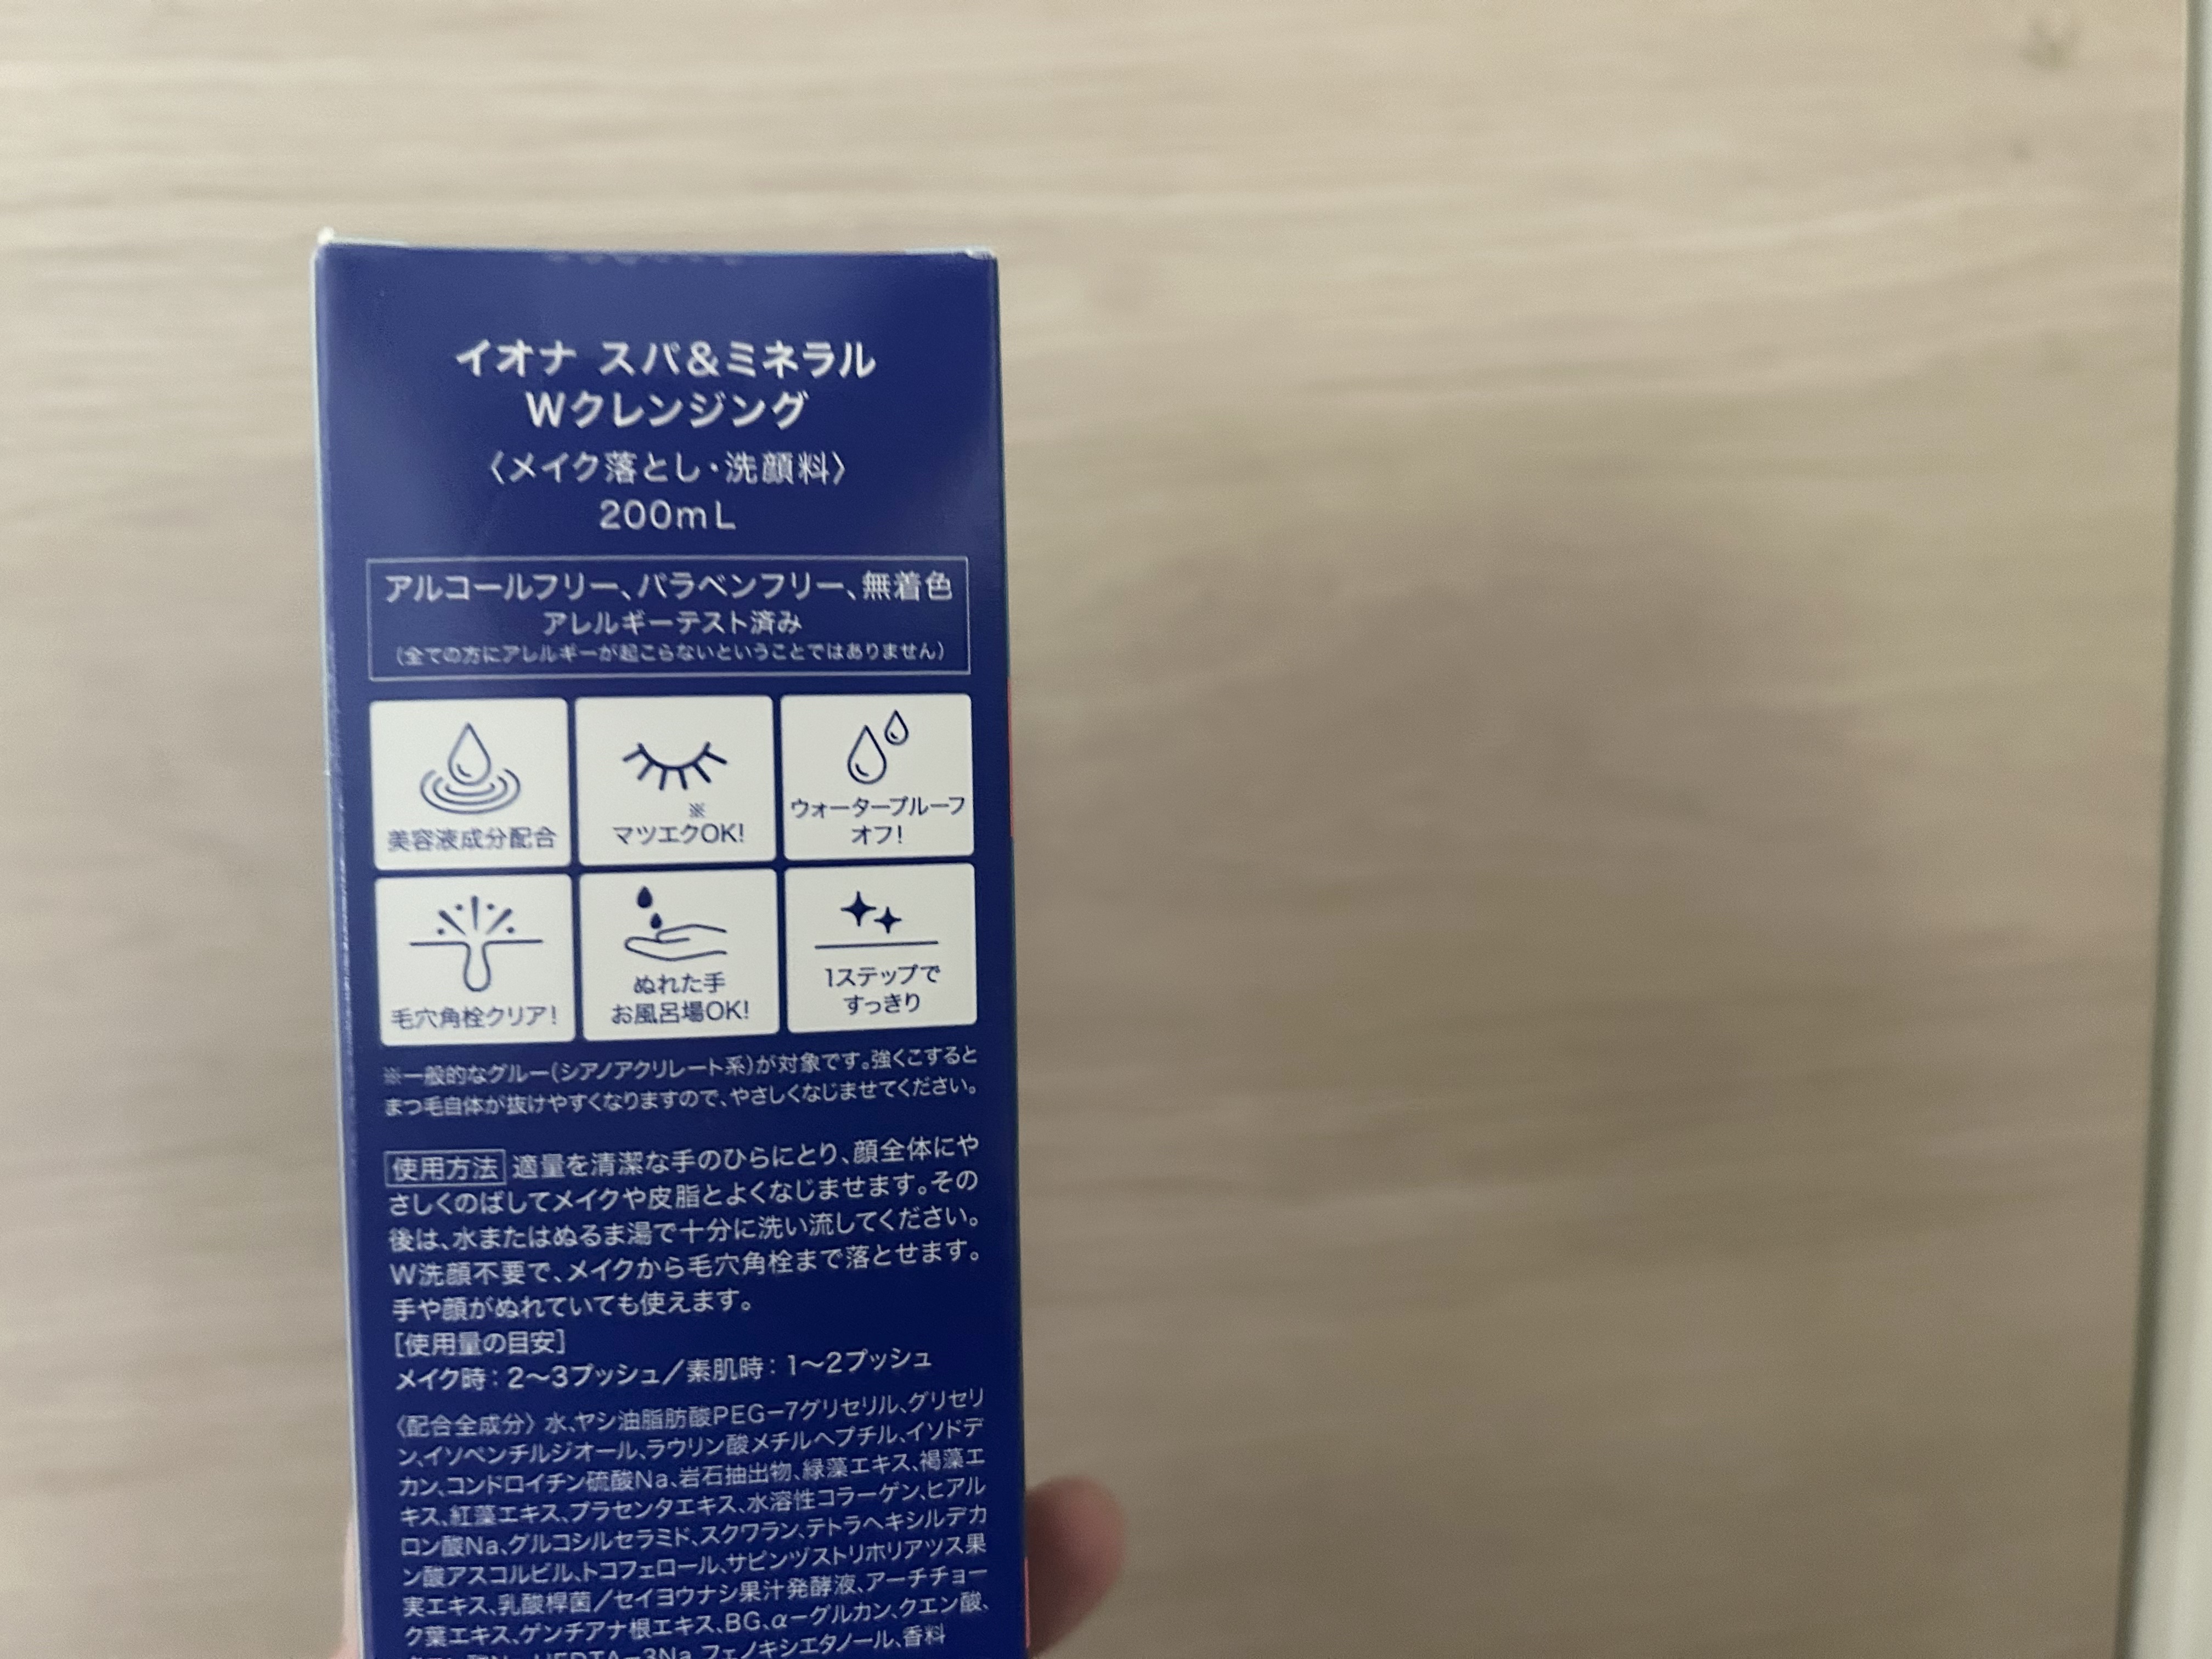 イオナ スパ&ミネラル
Wクレンジング
〈メイク落とし・洗顔料〉
200mL
アルコールフリー、パラベンフリー、無着色
アレルギーテスト済み
(全ての方にアレルギーが起こらないということではありません)
美容液成分配合
※
マツエクOK!
ウォータープルーフ
オフ!
毛穴角栓クリア!
ぬれた手
お風呂場OK!
1ステップで
すっきり
※一般的なグルー(シアノアクリレート系)が対象です。強くこすると
まつ毛自体が抜けやすくなりますので、やさしくなじませてください。
使用方法 適量を清潔な手のひらにとり、顔全体にや
さしくのばしてメイクや皮脂とよくなじませます。その
後は、水またはぬるま湯で十分に洗い流してください。
W洗顔不要で、メイクから毛穴角栓まで落とせます。
手や顔がぬれていても使えます。
[使用量の目安]
メイク時:2〜3プッシュ/素肌時:1〜2プッシュ
〈配合全成分〉水、ヤシ油脂肪酸PEG-7グリセリル、グリセリ
ン、イソペンチルジオール、ラウリン酸メチルヘプチル、イソドデ
カン、コンドロイチン硫酸Na、岩石抽出物、緑藻エキス、褐藻エ
キス、紅藻エキス、プラセンタエキス、水溶性コラーゲン、ヒアル
ロン酸Na、グルコシルセラミド、スクワラン、テトラヘキシルデカ
ン酸アスコルビル、トコフェロール、サピンヅストリホリアツス果
実エキス、乳酸桿菌/セイヨウナシ果汁発酵液、アーチチョー
ク葉エキス、ゲンチアナ根エキス、BG、α-グルカン、クエン酸、
HEDTA-3Na、フェノキシエタノール、香料